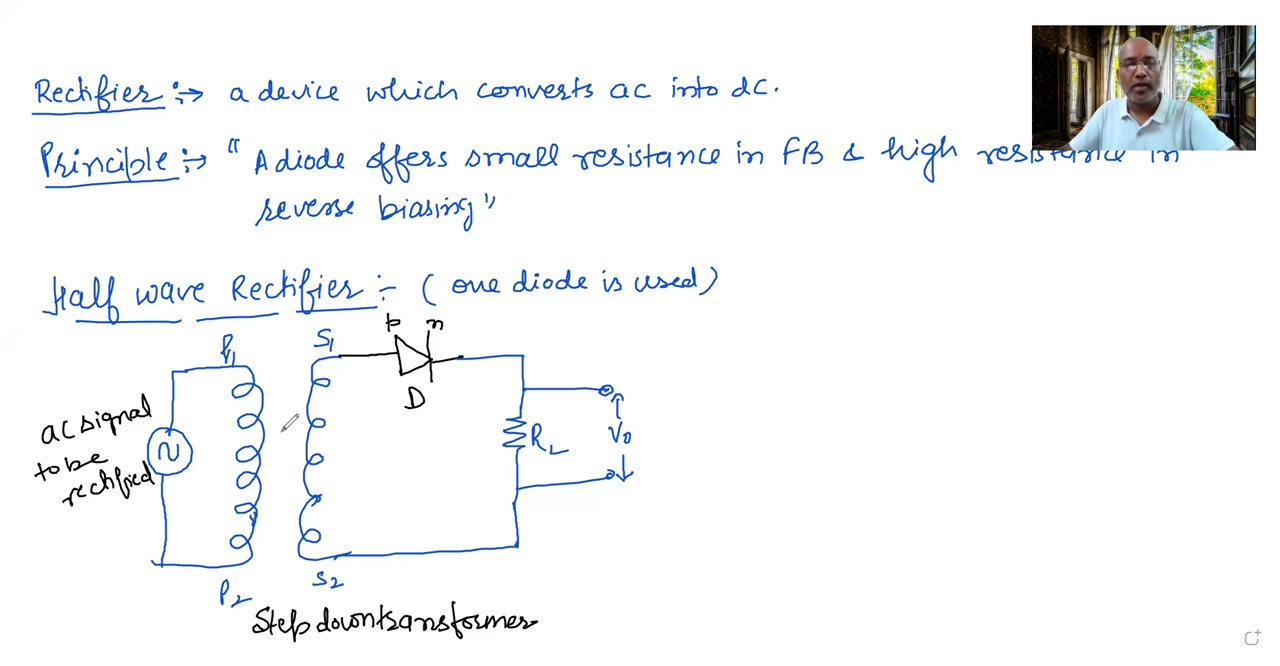 Rectifier :→ a device which converts ac into dc.
Principle :→ " A diode offers small resistance in FB & high resistance in
reverse biasing"
Half wave Rectifier :- ( one diode is used)
P1
S1
p n
D
ac signal
to be
rectified
RL
V0
P2
S2
Step down transformer